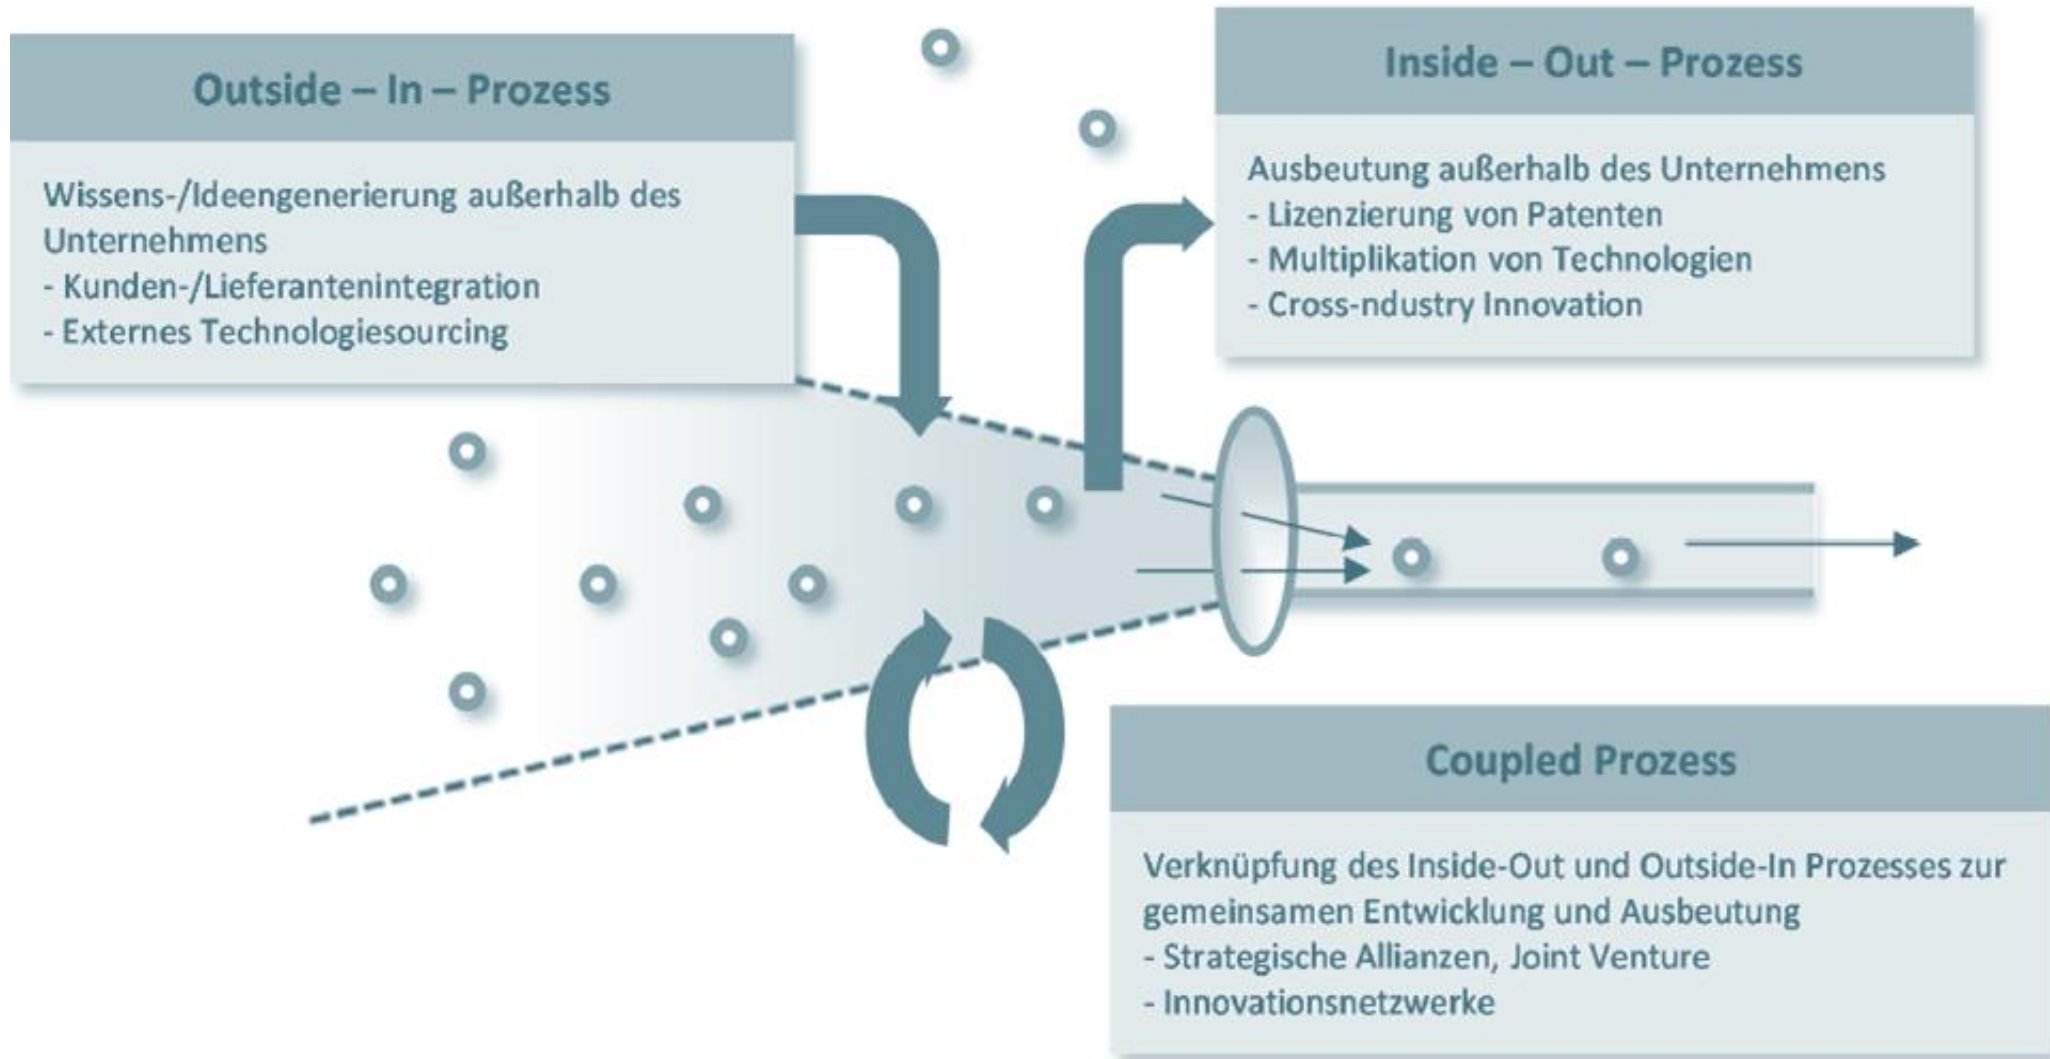 Outside – In – Prozess
Wissens-/Ideengenerierung außerhalb des
Unternehmens
- Kunden-/Lieferantenintegration
- Externes Technologiesourcing
Inside – Out – Prozess
Ausbeutung außerhalb des Unternehmens
- Lizenzierung von Patenten
- Multiplikation von Technologien
- Cross-ndustry Innovation
Coupled Prozess
Verknüpfung des Inside-Out und Outside-In Prozesses zur
gemeinsamen Entwicklung und Ausbeutung
- Strategische Allianzen, Joint Venture
- Innovationsnetzwerke